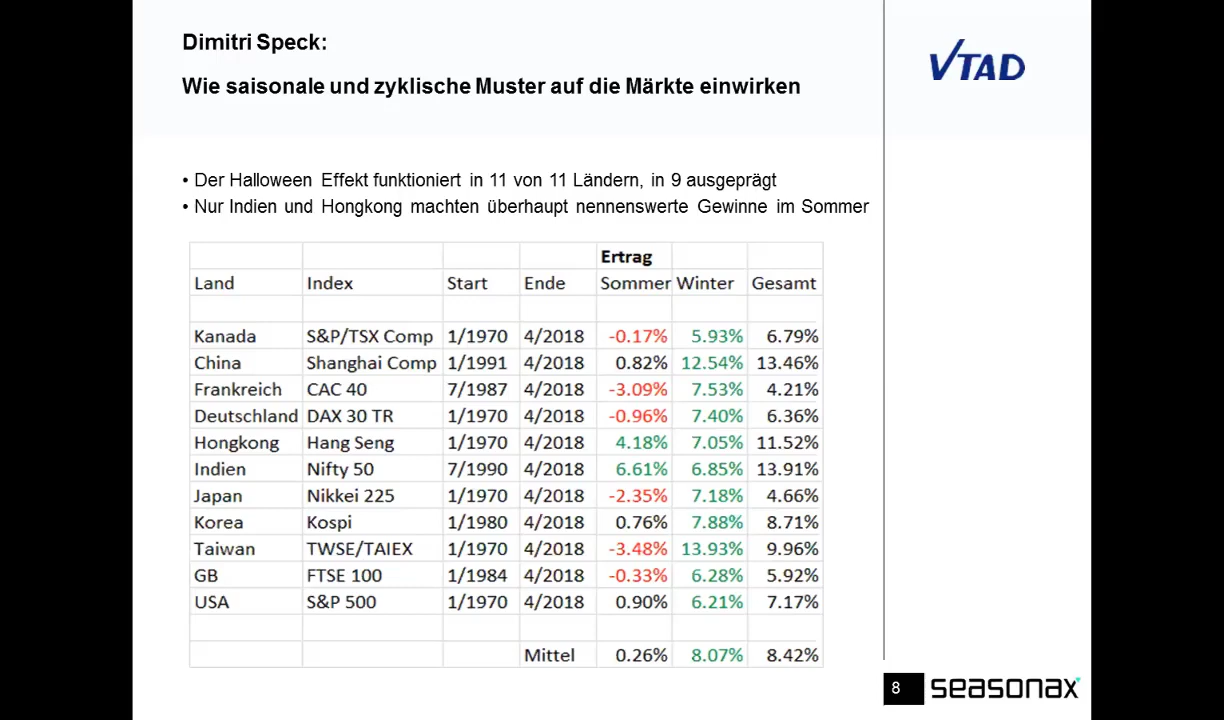 Dimitri Speck:
Wie saisonale und zyklische Muster auf die Märkte einwirken
VTAD
• Der Halloween Effekt funktioniert in 11 von 11 Ländern, in 9 ausgeprägt
• Nur Indien und Hongkong machten überhaupt nennenswerte Gewinne im Sommer
Ertrag
Land Index Start Ende Sommer Winter Gesamt
Kanada S&P/TSX Comp 1/1970 4/2018 -0.17% 5.93% 6.79%
China Shanghai Comp 1/1991 4/2018 0.82% 12.54% 13.46%
Frankreich CAC 40 7/1987 4/2018 -3.09% 7.53% 4.21%
Deutschland DAX 30 TR 1/1970 4/2018 -0.96% 7.40% 6.36%
Hongkong Hang Seng 1/1970 4/2018 4.18% 7.05% 11.52%
Indien Nifty 50 7/1990 4/2018 6.61% 6.85% 13.91%
Japan Nikkei 225 1/1970 4/2018 -2.35% 7.18% 4.66%
Korea Kospi 1/1980 4/2018 0.76% 7.88% 8.71%
Taiwan TWSE/TAIEX 1/1970 4/2018 -3.48% 13.93% 9.96%
GB FTSE 100 1/1984 4/2018 -0.33% 6.28% 5.92%
USA S&P 500 1/1970 4/2018 0.90% 6.21% 7.17%
Mittel 0.26% 8.07% 8.42%
8 seasonax